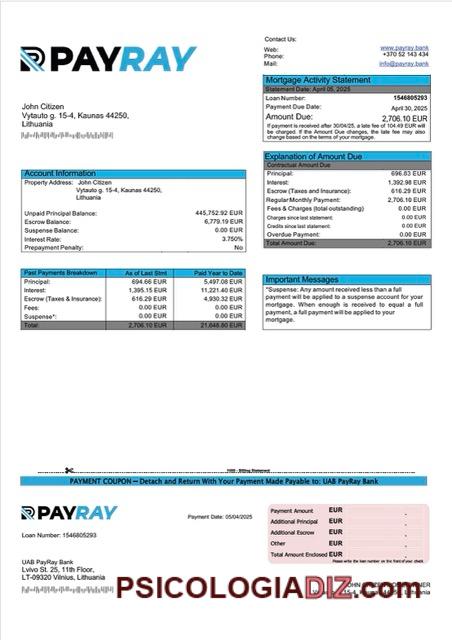 PAYRAY
Contact Us:
Web: www.payray.bank
Phone: +370 52 143 434
Mail: info@payray.bank
Mortgage Activity Statement
Statement Date: April 05, 2025
Loan Number: 1546805293
Payment Due Date: April 30, 2025
Amount Due: 2,706.10 EUR
If payment is received after 30/04/25, a late fee of 104.49 EUR will
be charged. If the Amount Due changes, the late fee may also
change based on the terms of your mortgage.
John Citizen
Vytauto g. 15-4, Kaunas 44250,
Lithuania
Explanation of Amount Due
Contractual Amount Due
Principal: 696.63 EUR
Interest: 1,392.98 EUR
Escrow (Taxes and Insurance): 616.29 EUR
Regular Monthly Payment: 2,706.10 EUR
Fees & Charges (total outstanding) 0.00 EUR
Charges since last statement: 0.00 EUR
Credits since last statement: 0.00 EUR
Overdue Payment: 0.00 EUR
Total Amount Due: 2,706.10 EUR
Account Information
Property Address: John Citizen
Vytauto g. 15-4, Kaunas 44250,
Lithuania
Unpaid Principal Balance: 445,752.92 EUR
Escrow Balance: 6,779.19 EUR
Suspense Balance: 0.00 EUR
Interest Rate: 3.750%
Prepayment Penalty: No
Past Payments Breakdown As of Last Stmt Paid Year to Date
Principal: 694.66 EUR 5,497.08 EUR
Interest: 1,395.15 EUR 11,221.40 EUR
Escrow (Taxes & Insurance): 616.29 EUR 4,930.32 EUR
Fees: 0.00 EUR 0.00 EUR
Suspense*: 0.00 EUR 0.00 EUR
Total: 2,706.10 EUR 21,648.80 EUR
Important Messages
*Suspense: Any amount received less than a full
payment will be applied to a suspense account for your
mortgage. When enough is received to equal a full
payment, a full payment will be applied to your
mortgage.
Billing Statement
PAYMENT COUPON — Detach and Return With Your Payment Made Payable to: UAB PayRay Bank
PAYRAY
Payment Date: 05/04/2025
Loan Number: 1546805293
Payment Amount EUR
Additional Principal EUR
Additional Escrow EUR
Other EUR
Total Amount Enclosed EUR
Please write the loan number on the front of your check.
UAB PayRay Bank
Lvivo St. 25, 11th Floor,
LT-09320 Vilnius, Lithuania
PSICOLOGIADIZ.com